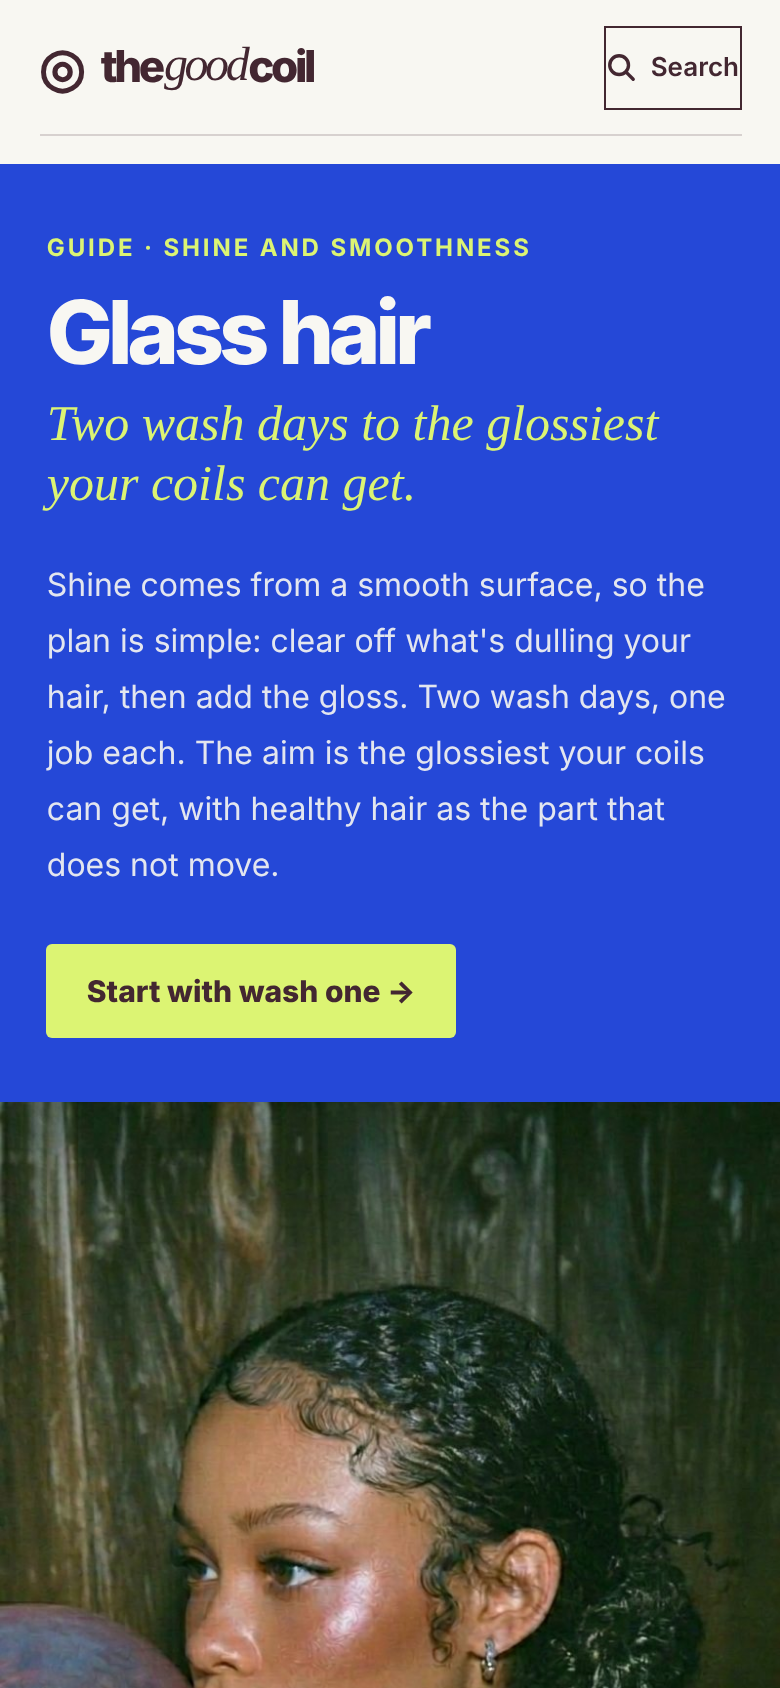 thegoodcoil
Search
GUIDE · SHINE AND SMOOTHNESS
Glass hair
Two wash days to the glossiest
your coils can get.
Shine comes from a smooth surface, so the
plan is simple: clear off what's dulling your
hair, then add the gloss. Two wash days, one
job each. The aim is the glossiest your coils
can get, with healthy hair as the part that
does not move.
Start with wash one →